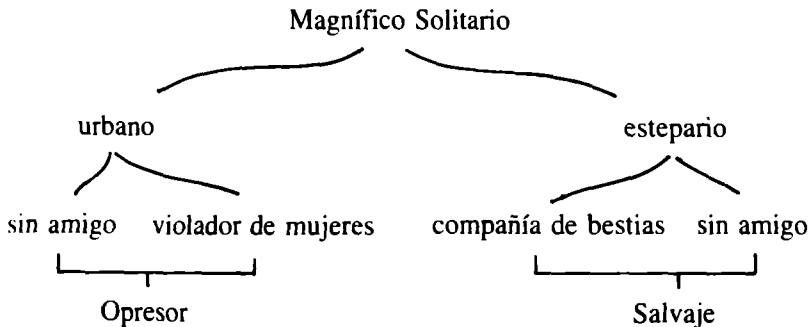 Magnífico Solitario
urbano estepario
sin amigo violador de mujeres compañía de bestias sin amigo
Opresor Salvaje